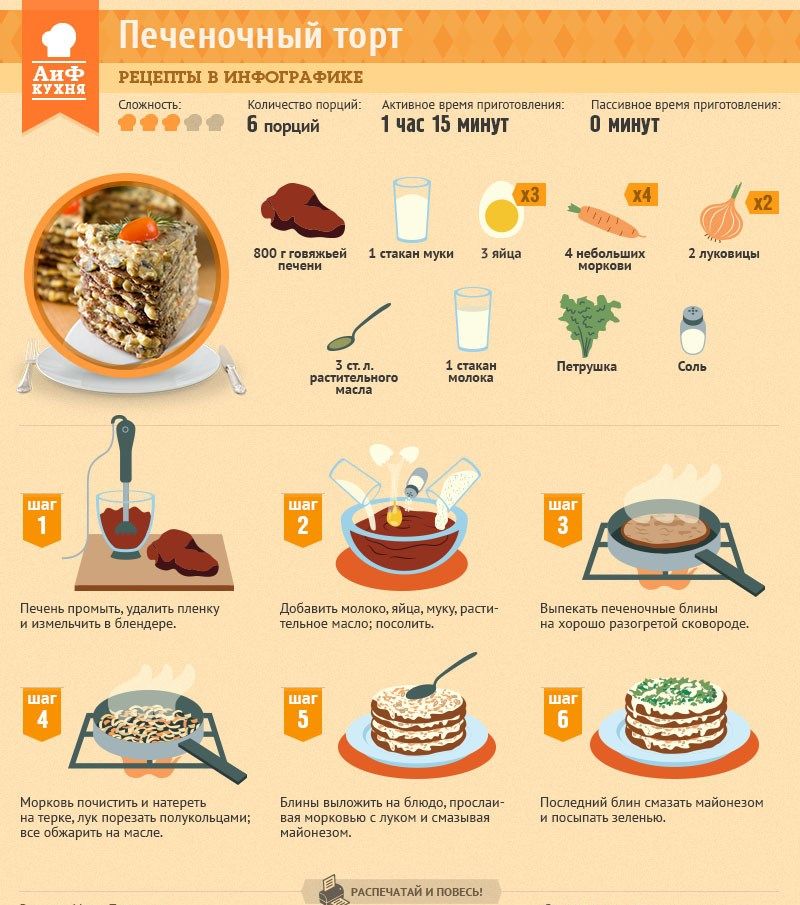 Печеночный торт
АиФ
КУХНЯ
РЕЦЕПТЫ В ИНФОГРАФИКЕ
Сложность:
Количество порций:
6 порций
Активное время приготовления:
1 час 15 минут
Пассивное время приготовления:
0 минут
x3
x4
x2
800 г говяжьей
печени
1 стакан муки
3 яйца
4 небольших
моркови
2 луковицы
3 ст. л.
растительного
масла
1 стакан
молока
Петрушка
Соль
шаг
1
Печень промыть, удалить пленку
и измельчить в блендере.
шаг
2
Добавить молоко, яйца, муку, расти-
тельное масло; посолить.
шаг
3
Выпекать печеночные блины
на хорошо разогретой сковороде.
шаг
4
Морковь почистить и натереть
на терке, лук порезать полукольцами;
все обжарить на масле.
шаг
5
Блины выложить на блюдо, прослаи-
вая морковью с луком и смазывая
майонезом.
шаг
6
Последний блин смазать майонезом
и посыпать зеленью.
РАСПЕЧАТАЙ И ПОВЕСЬ!